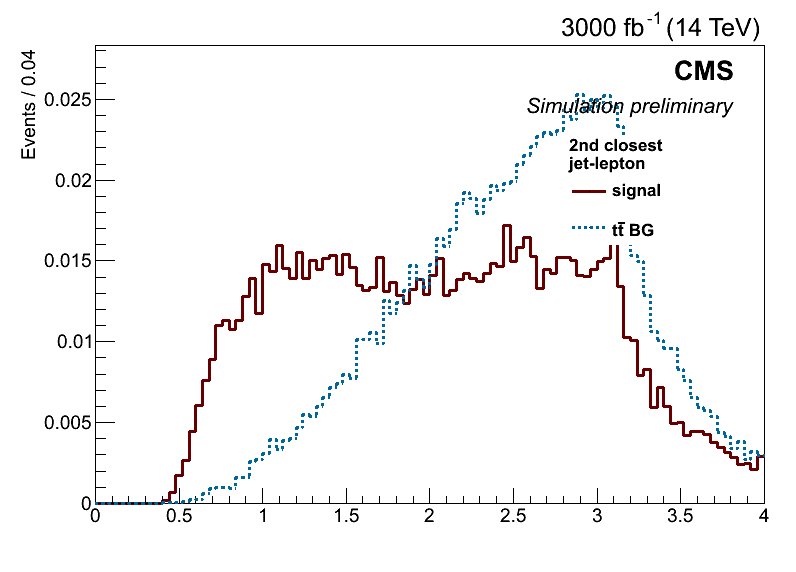 3000 fb-1 (14 TeV)
CMS
Simulation preliminary
Events / 0.04
2nd closest
jet-lepton
signal
tt̄ BG
0.025
0.02
0.015
0.01
0.005
0
0 0.5 1 1.5 2 2.5 3 3.5 4